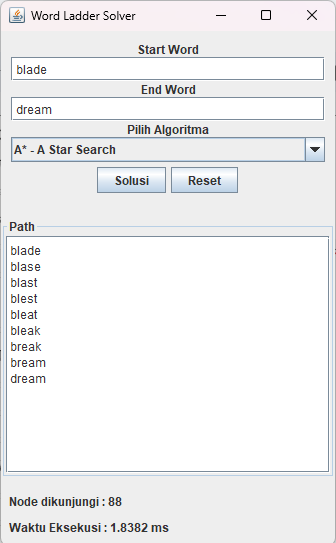 Word Ladder Solver
Start Word
blade
End Word
dream
Pilih Algoritma
A* - A Star Search
Solusi Reset
Path
blade
blase
blast
blest
bleat
bleak
break
bream
dream
Node dikunjungi : 88
Waktu Eksekusi : 1.8382 ms